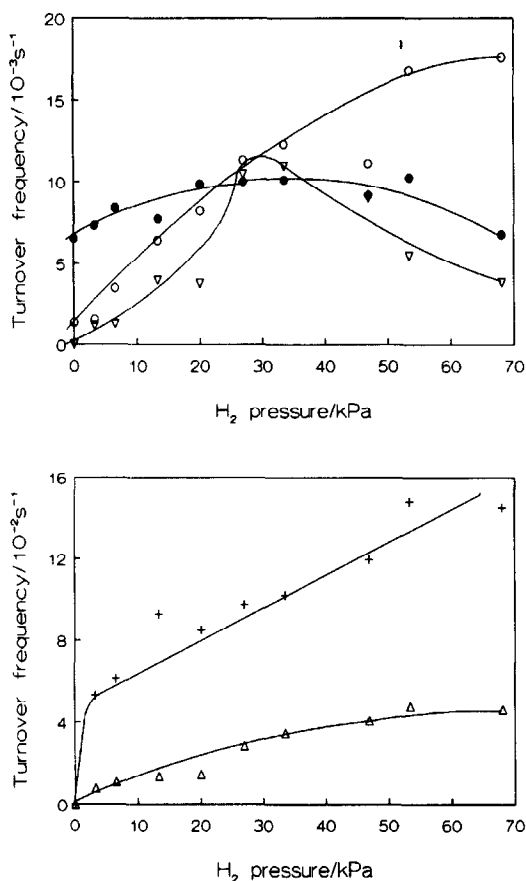 20
15
10
5
0
Turnover frequency/10⁻³s⁻¹
0 10 20 30 40 50 60 70
H₂ pressure/kPa
16
12
8
4
0
Turnover frequency/10⁻²s⁻¹
0 10 20 30 40 50 60 70
H₂ pressure/kPa